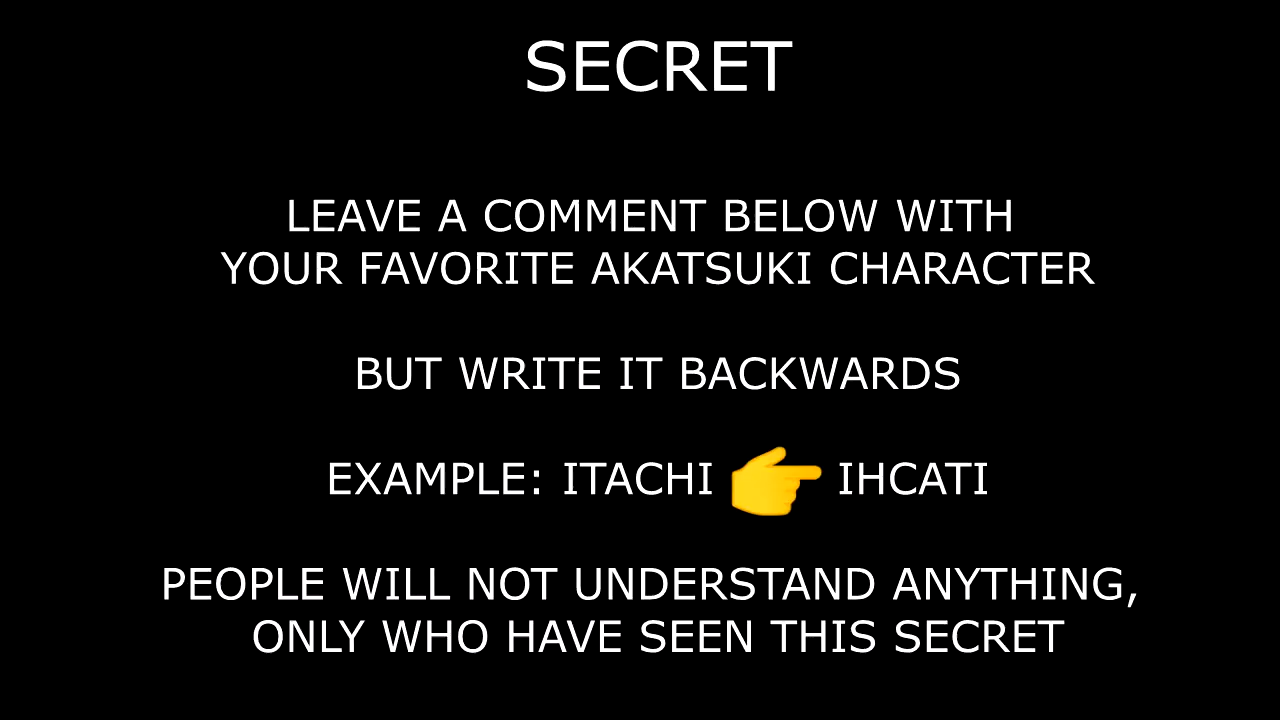 SECRET
LEAVE A COMMENT BELOW WITH
YOUR FAVORITE AKATSUKI CHARACTER
BUT WRITE IT BACKWARDS
EXAMPLE: ITACHI 👉 IHCATI
PEOPLE WILL NOT UNDERSTAND ANYTHING,
ONLY WHO HAVE SEEN THIS SECRET